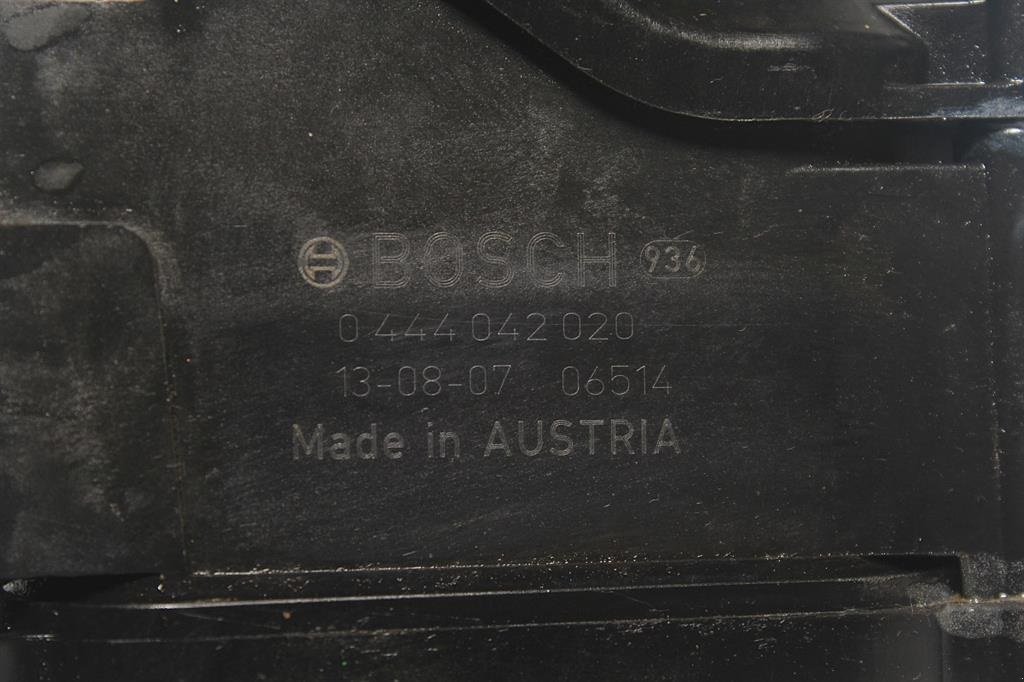 BOSCH 936
0 444 042 020
13-08-07 06514
Made in AUSTRIA